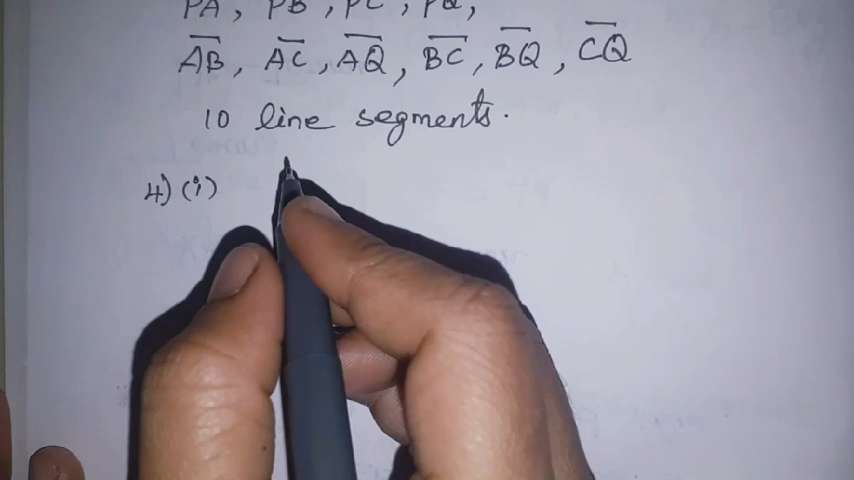 PA, PB, PC, PQ,
AB, AC, AQ, BC, BQ, CQ
10 line segments.
4) (i)